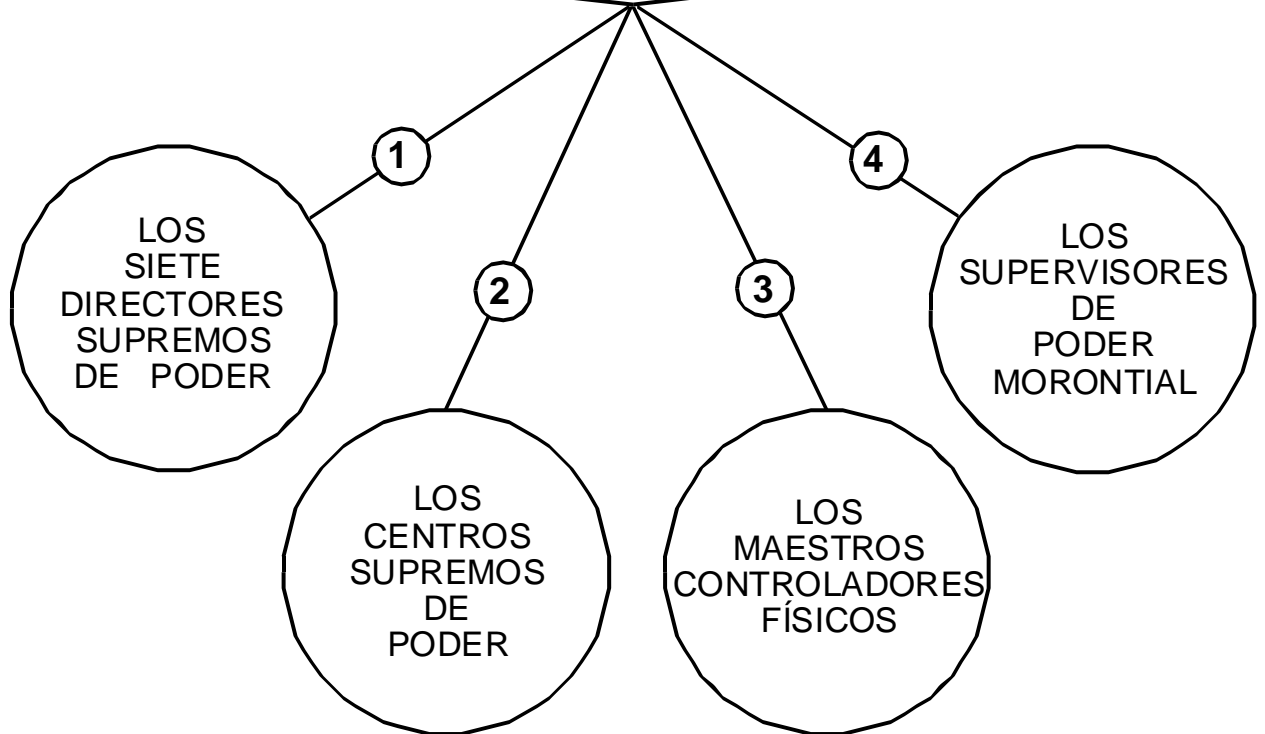 1
LOS
SIETE
DIRECTORES
SUPREMOS
DE PODER
2
LOS
CENTROS
SUPREMOS
DE
PODER
3
LOS
MAESTROS
CONTROLADORES
FÍSICOS
4
LOS
SUPERVISORES
DE
PODER
MORONTIAL